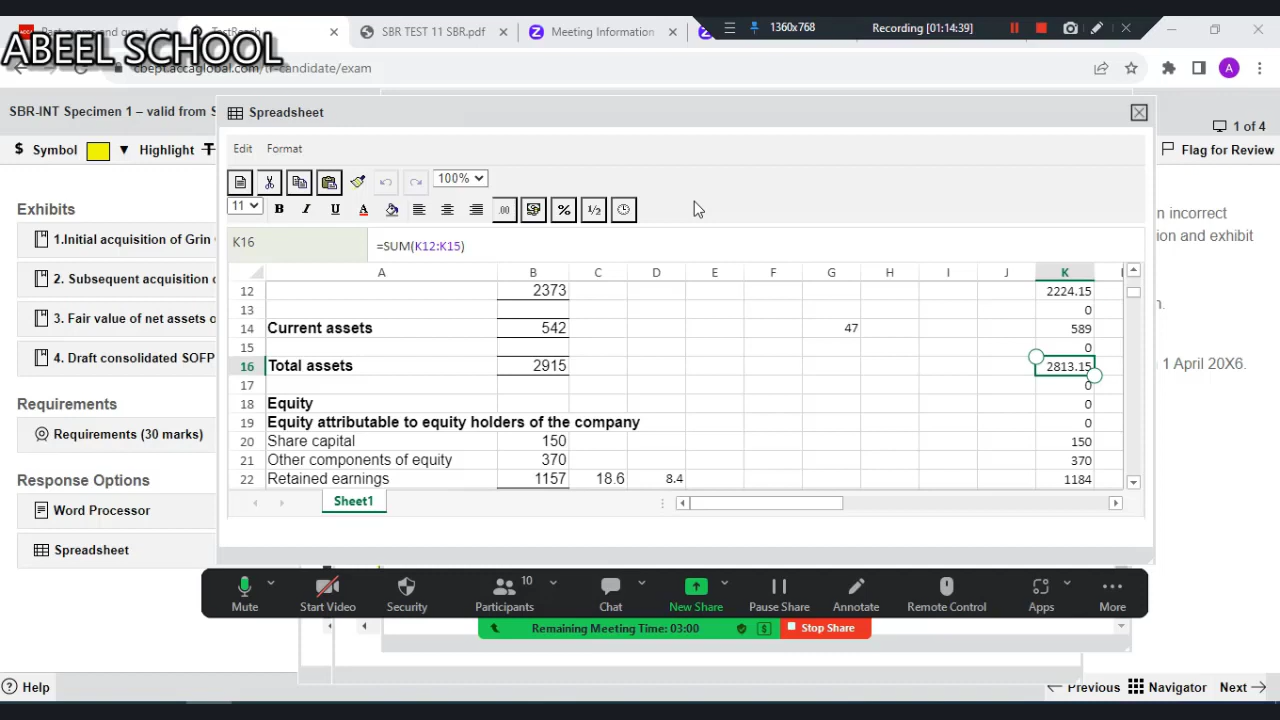 TestReach
SBR TEST 11 SBR.pdf
Meeting Information
1360x768
Recording [01:14:39]
ABEEL SCHOOL
cbept.accaglobal.com/tr-candidate/exam
A
SBR-INT Specimen 1 – valid from S
Spreadsheet
1 of 4
$ Symbol
Highlight
T
Flag for Review
Edit Format
100%
11
B I U A
.00 % 1/2
Exhibits
1.Initial acquisition of Grin
2. Subsequent acquisition o
3. Fair value of net assets o
4. Draft consolidated SOFP
Requirements
Requirements (30 marks)
Response Options
Word Processor
Spreadsheet
n incorrect
ion and exhibit
n.
1 April 20X6.
K16 =SUM(K12:K15)
A B C D E F G H I J K
12 2373 2224.15
13 0
14 Current assets 542 47 589
15 0
16 Total assets 2915 2813.15
17 0
18 Equity 0
19 Equity attributable to equity holders of the company 0
20 Share capital 150 150
21 Other components of equity 370 370
22 Retained earnings 1157 18.6 8.4 1184
Sheet1
10
Mute Start Video Security Participants Chat New Share Pause Share Annotate Remote Control Apps More
Remaining Meeting Time: 03:00 $ Stop Share
? Help
Previous Navigator Next